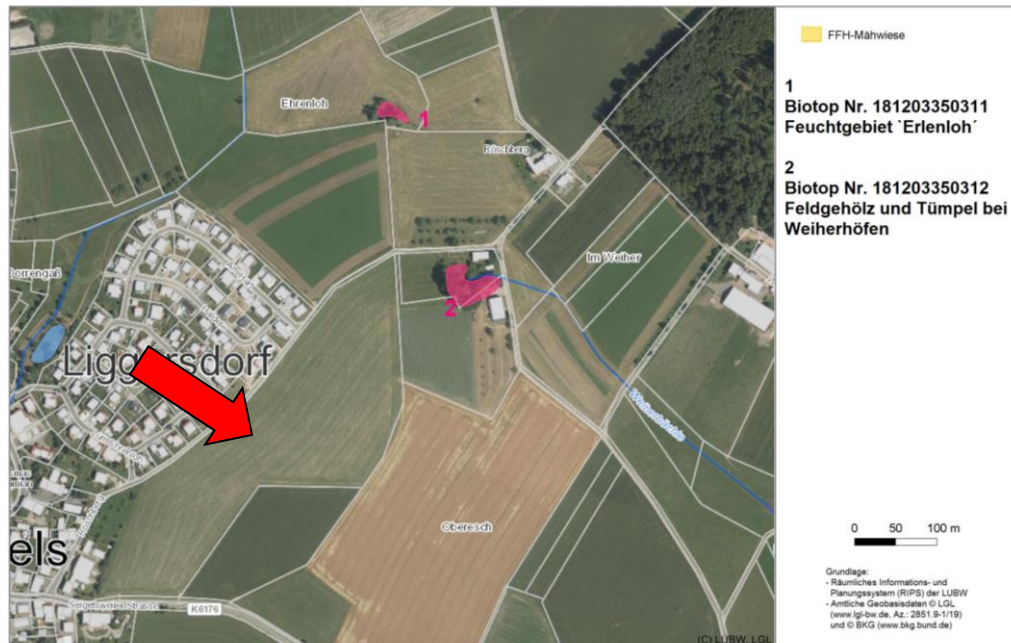 FFH-Mähwiese
1
Biotop Nr. 181203350311
Feuchtgebiet `Erlenloh´
2
Biotop Nr. 181203350312
Feldgehölz und Tümpel bei
Weiherhöfen
Ehrenloh
1
Röschberg
Im Weiher
2
Liggersdorf
Weiherbächle
Oberesch
Röschberg
els
K6176
(C) LUBW, LGL
0 50 100 m
Grundlage:
- Räumliches Informations- und
Planungssystem (RIPS) der LUBW
- Amtliche Geobasisdaten © LGL
(www.lgl-bw.de, Az.: 2851.9-1/19)
und © BKG (www.bkg.bund.de)